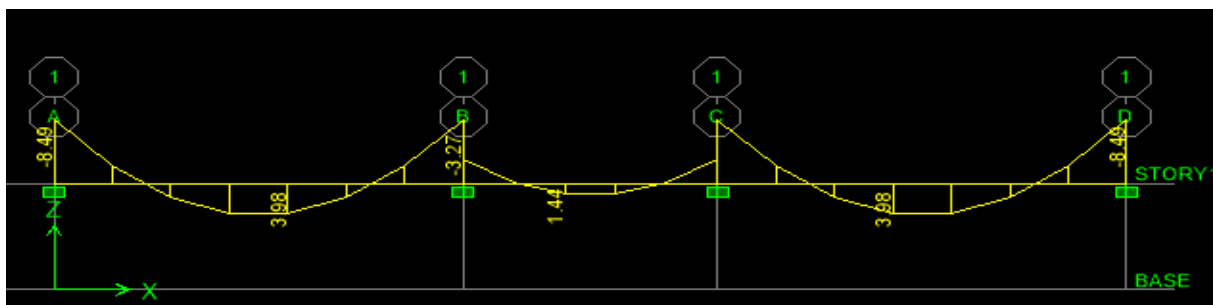 1 1 1 1
A B C D
-8.49 -3.27 -8.49
3.98 1.44 3.98
STORY1
Z
X
BASE